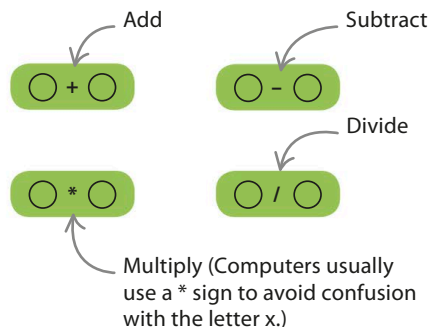 Add
Subtract
+
-
Divide
*
/
Multiply (Computers usually
use a * sign to avoid confusion
with the letter x.)